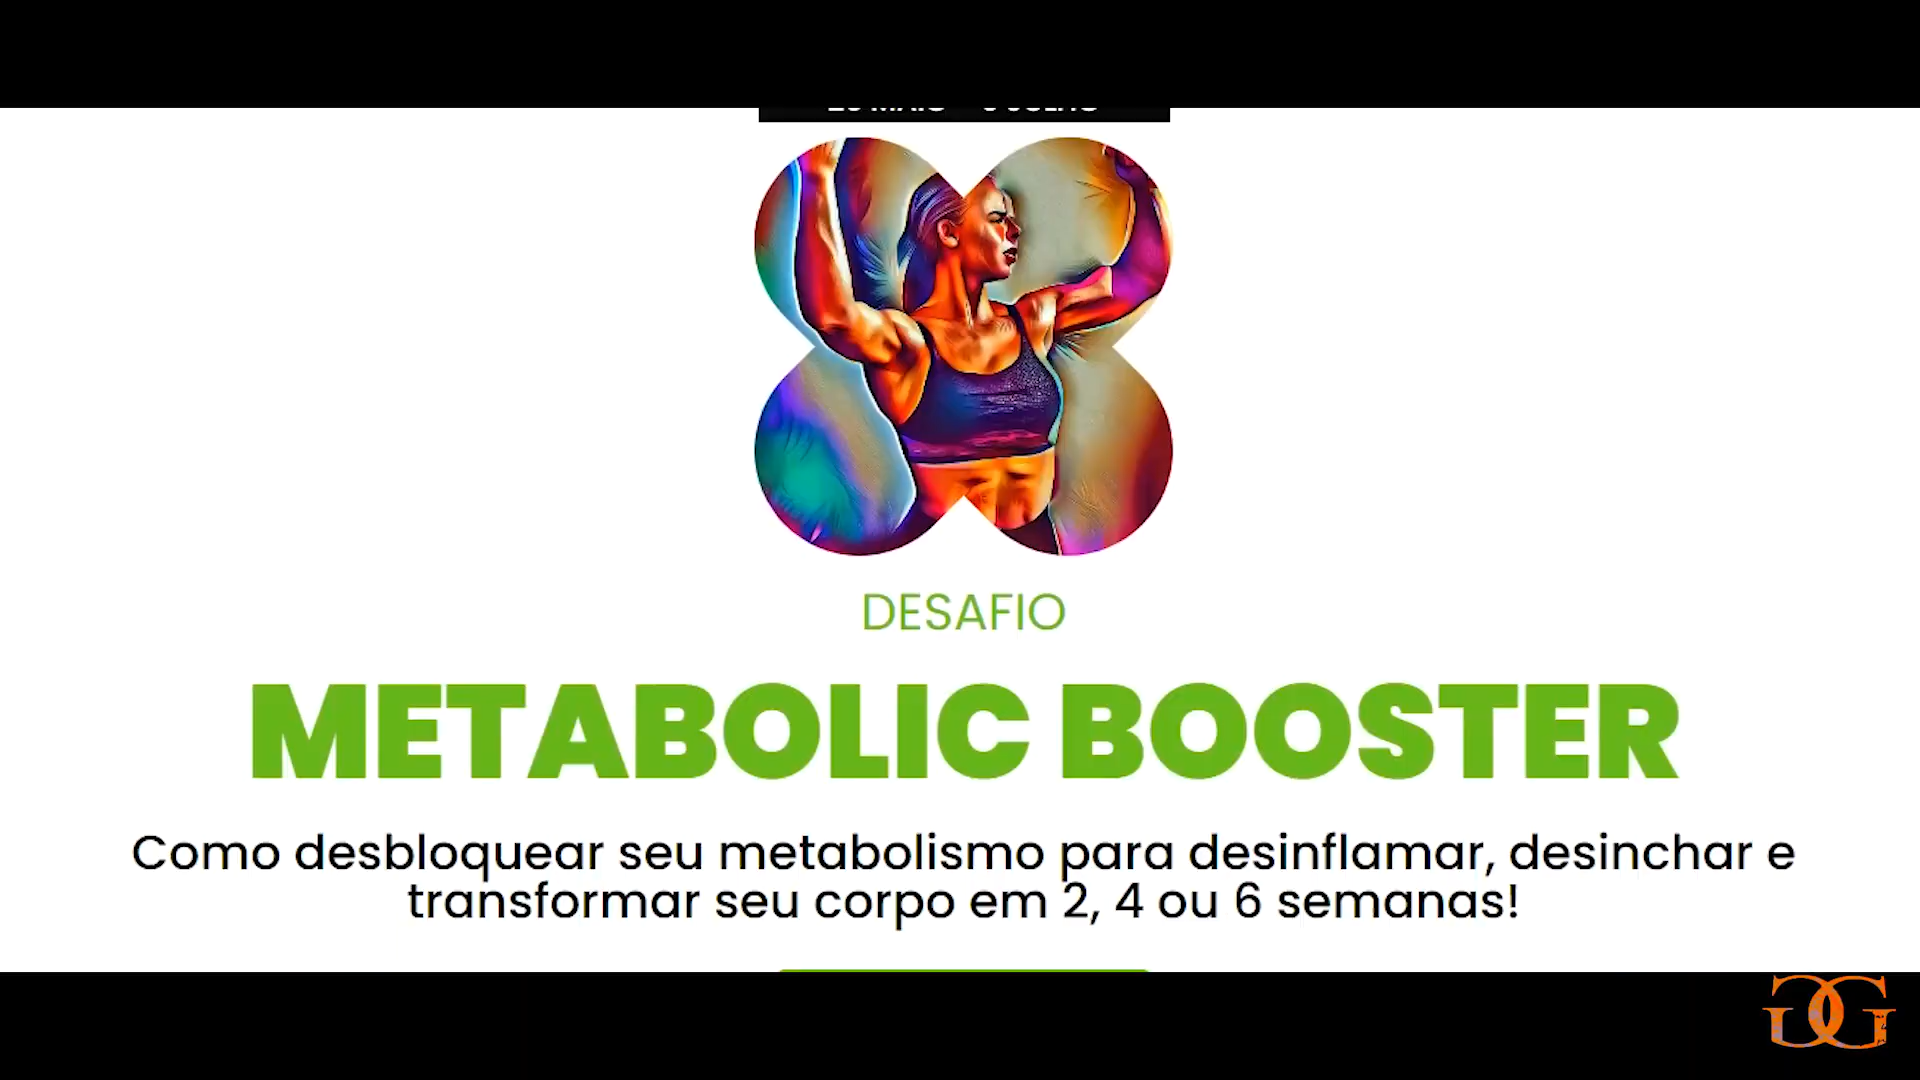 DESAFIO
METABOLIC BOOSTER
Como desbloquear seu metabolismo para desinflamar, desinchar e
transformar seu corpo em 2, 4 ou 6 semanas!
GG